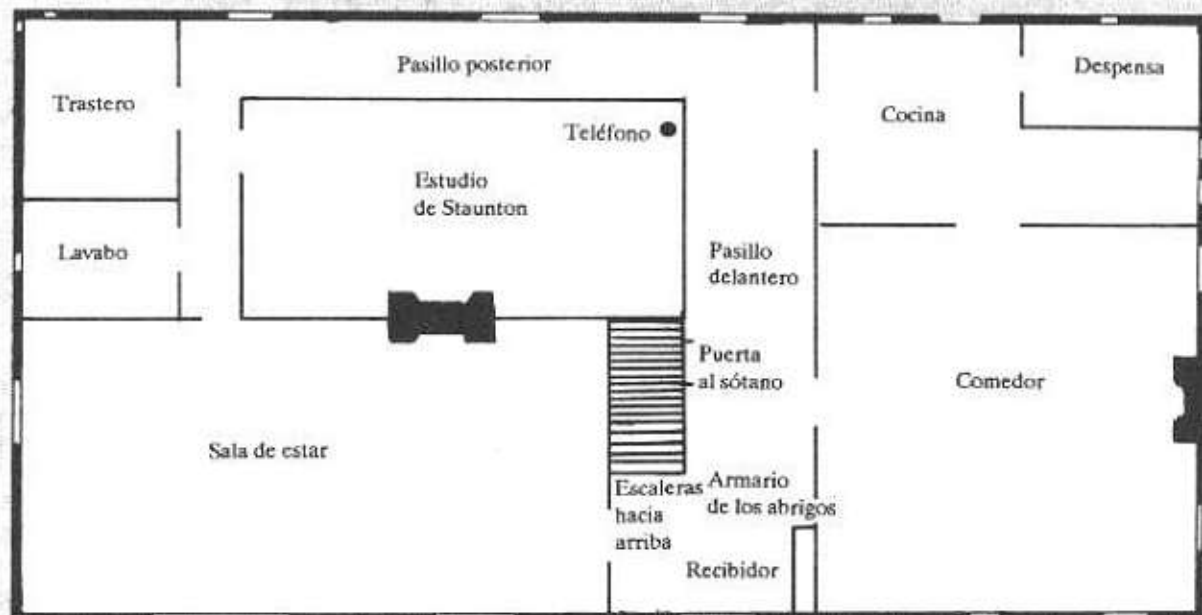 Pasillo posterior
Despensa
Trastero
Cocina
Teléfono
Estudio
de Staunton
Lavabo
Pasillo
delantero
Puerta
al sótano
Comedor
Sala de estar
Escaleras
hacia
arriba
Armario
de los abrigos
Recibidor